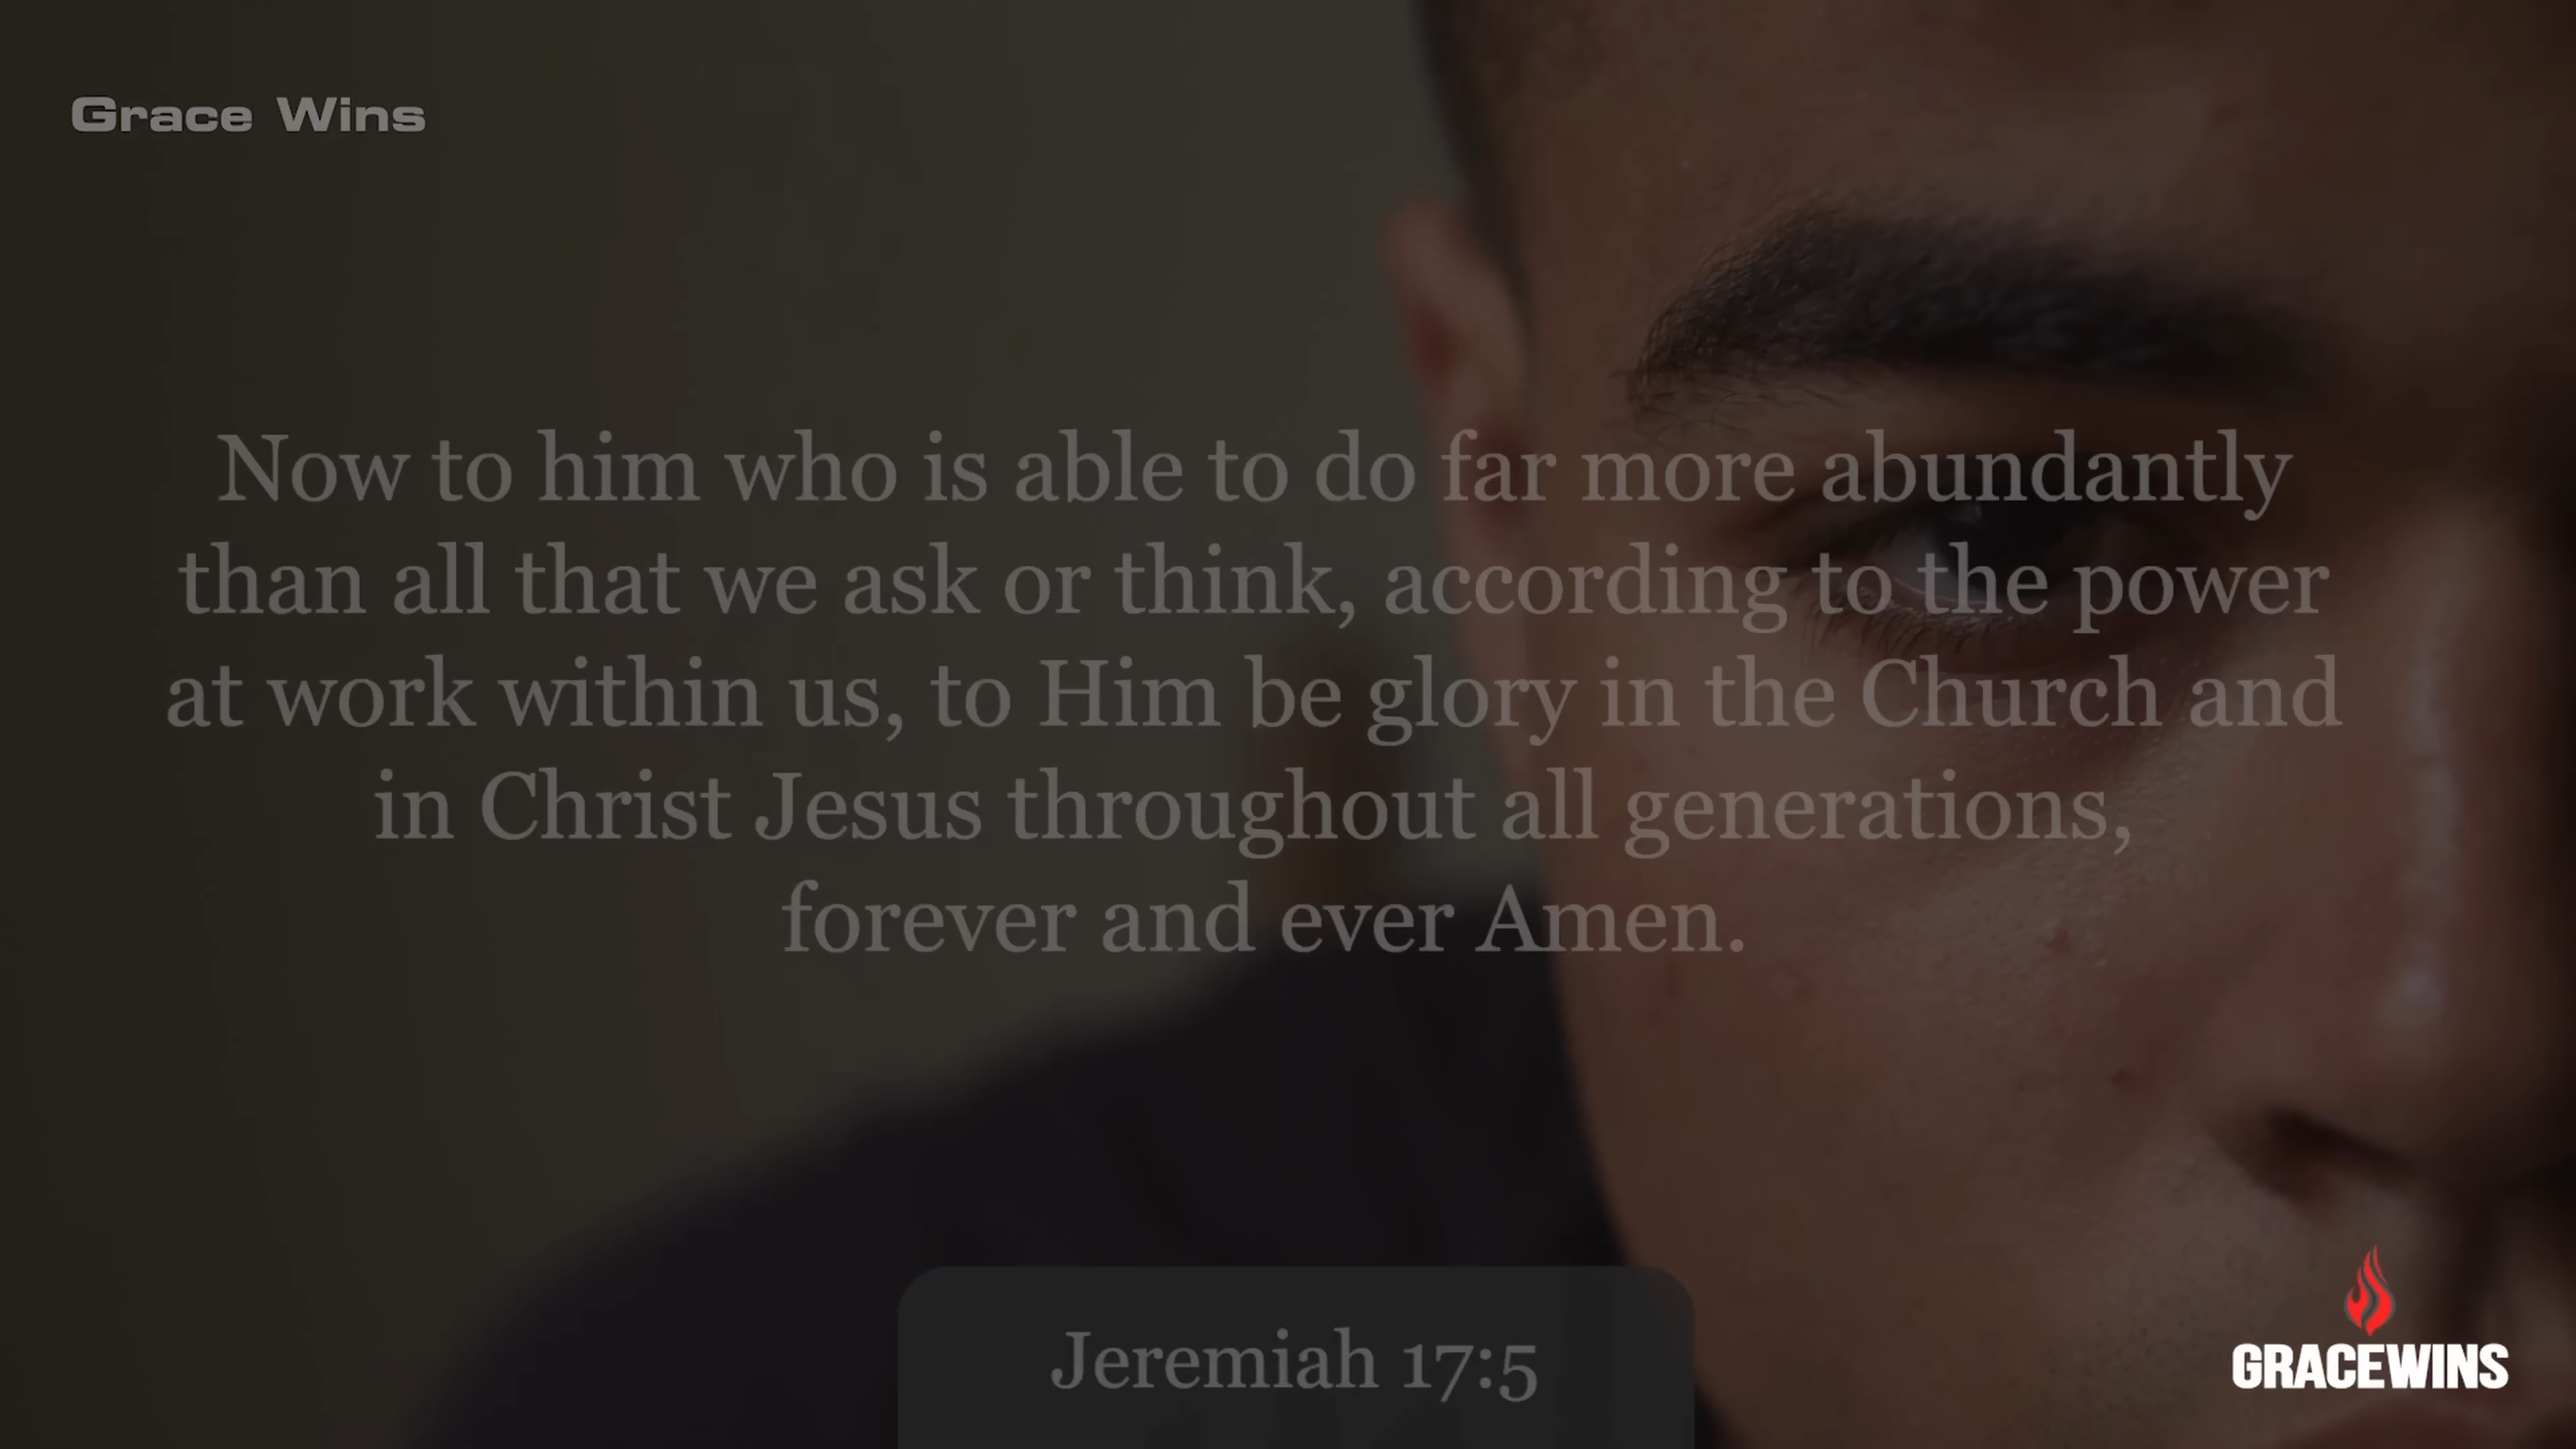 Grace Wins
Now to him who is able to do far more abundantly
than all that we ask or think, according to the power
at work within us, to Him be glory in the Church and
in Christ Jesus throughout all generations,
forever and ever Amen.
Jeremiah 17:5
GRACEWINS